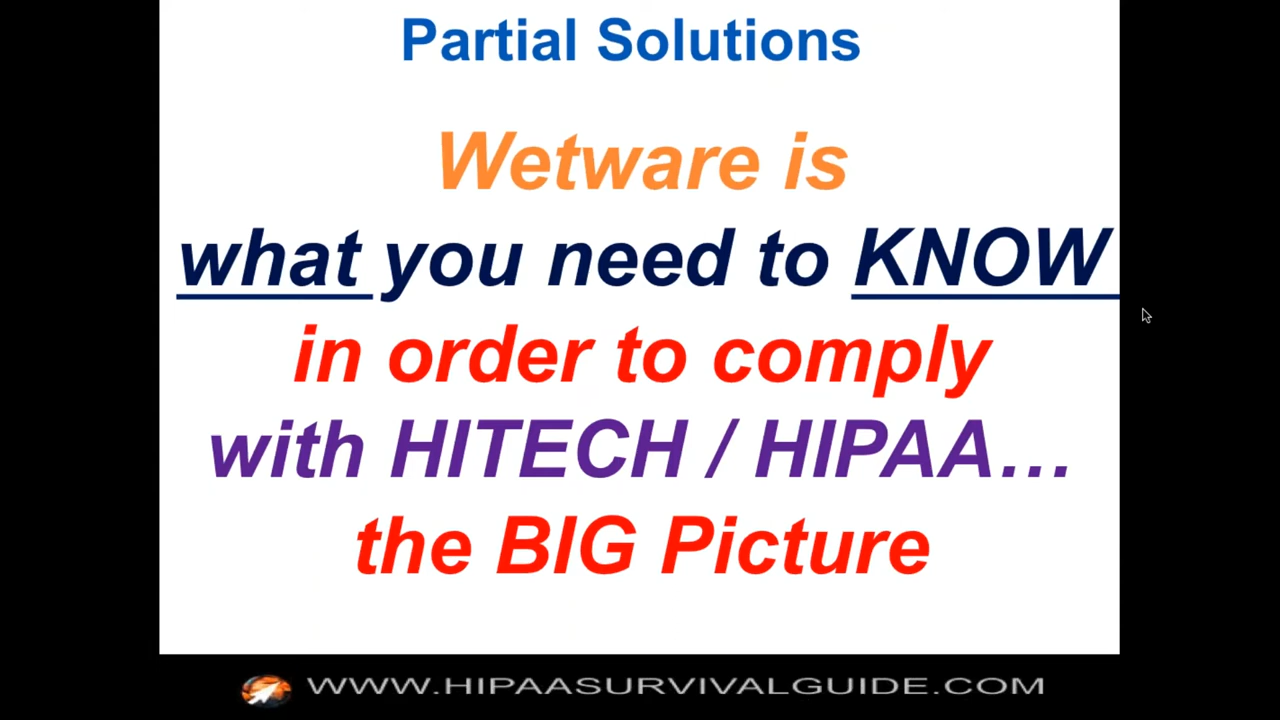 Partial Solutions
Wetware is
what you need to KNOW
in order to comply
with HITECH / HIPAA…
the BIG Picture
WWW.HIPAASURVIVALGUIDE.COM